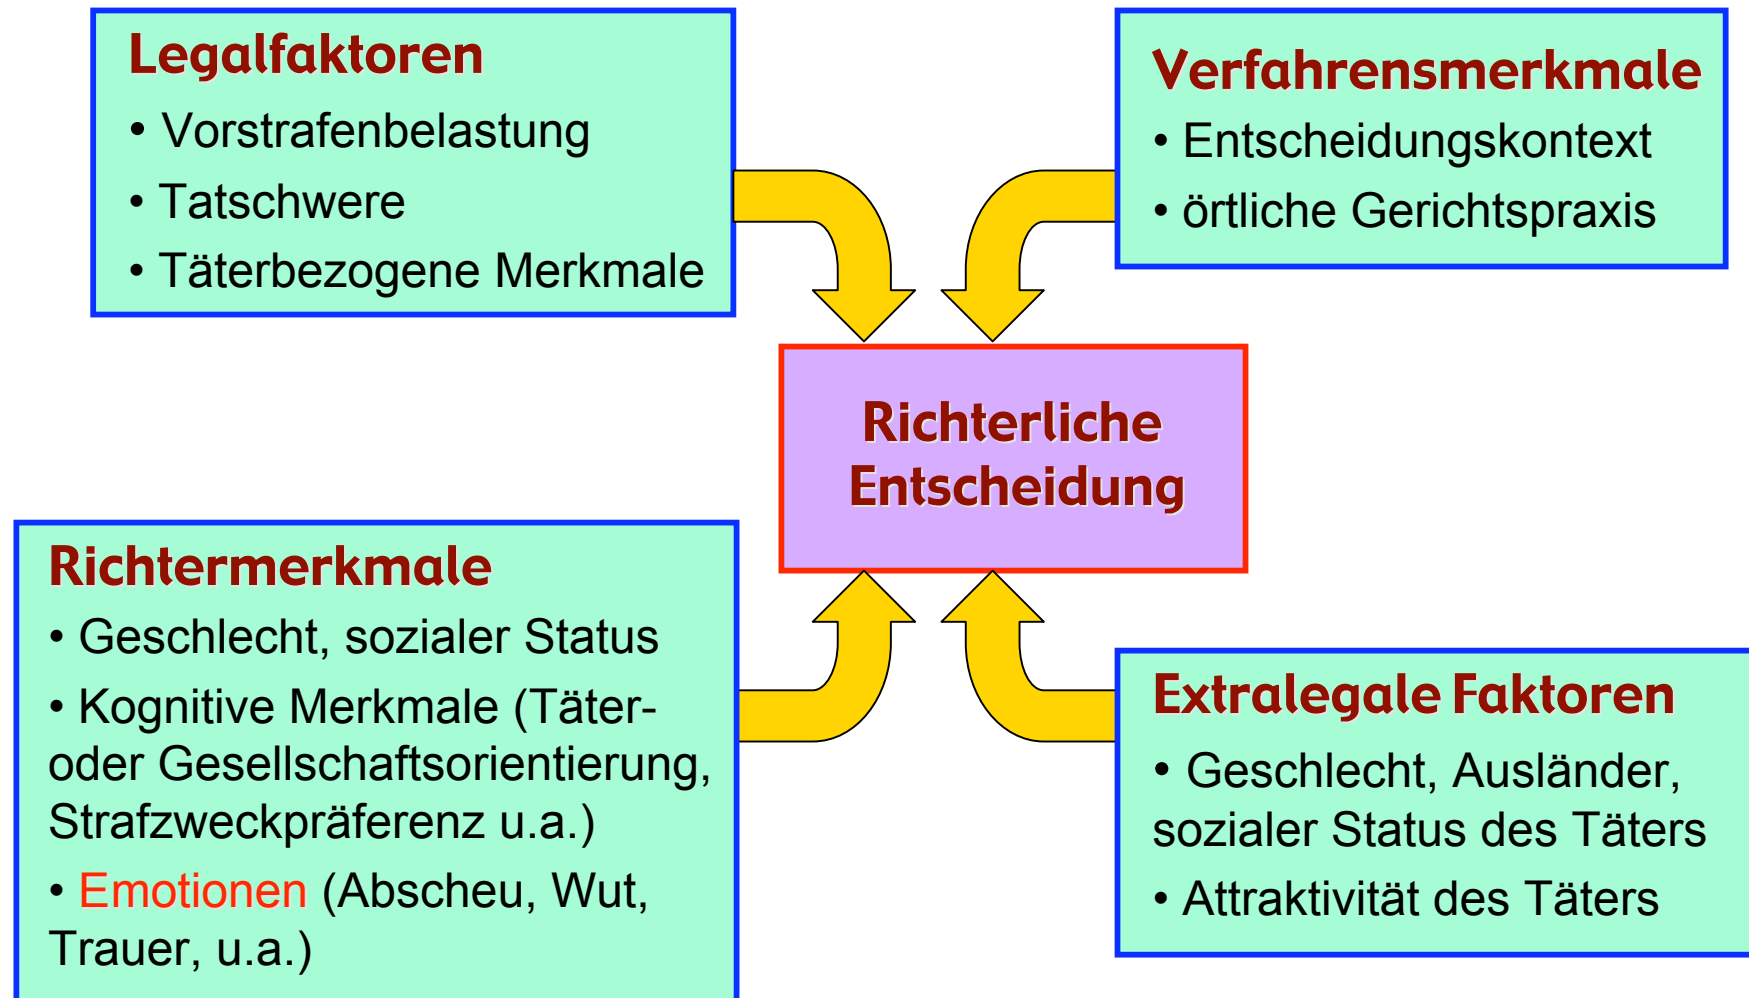 Legalfaktoren
• Vorstrafenbelastung
• Tatschwere
• Täterbezogene Merkmale
Verfahrensmerkmale
• Entscheidungskontext
• örtliche Gerichtspraxis
Richterliche
Entscheidung
Richtermerkmale
• Geschlecht, sozialer Status
• Kognitive Merkmale (Täter-
oder Gesellschaftsorientierung,
Strafzweckpräferenz u.a.)
• Emotionen (Abscheu, Wut,
Trauer, u.a.)
Extralegale Faktoren
• Geschlecht, Ausländer,
sozialer Status des Täters
• Attraktivität des Täters